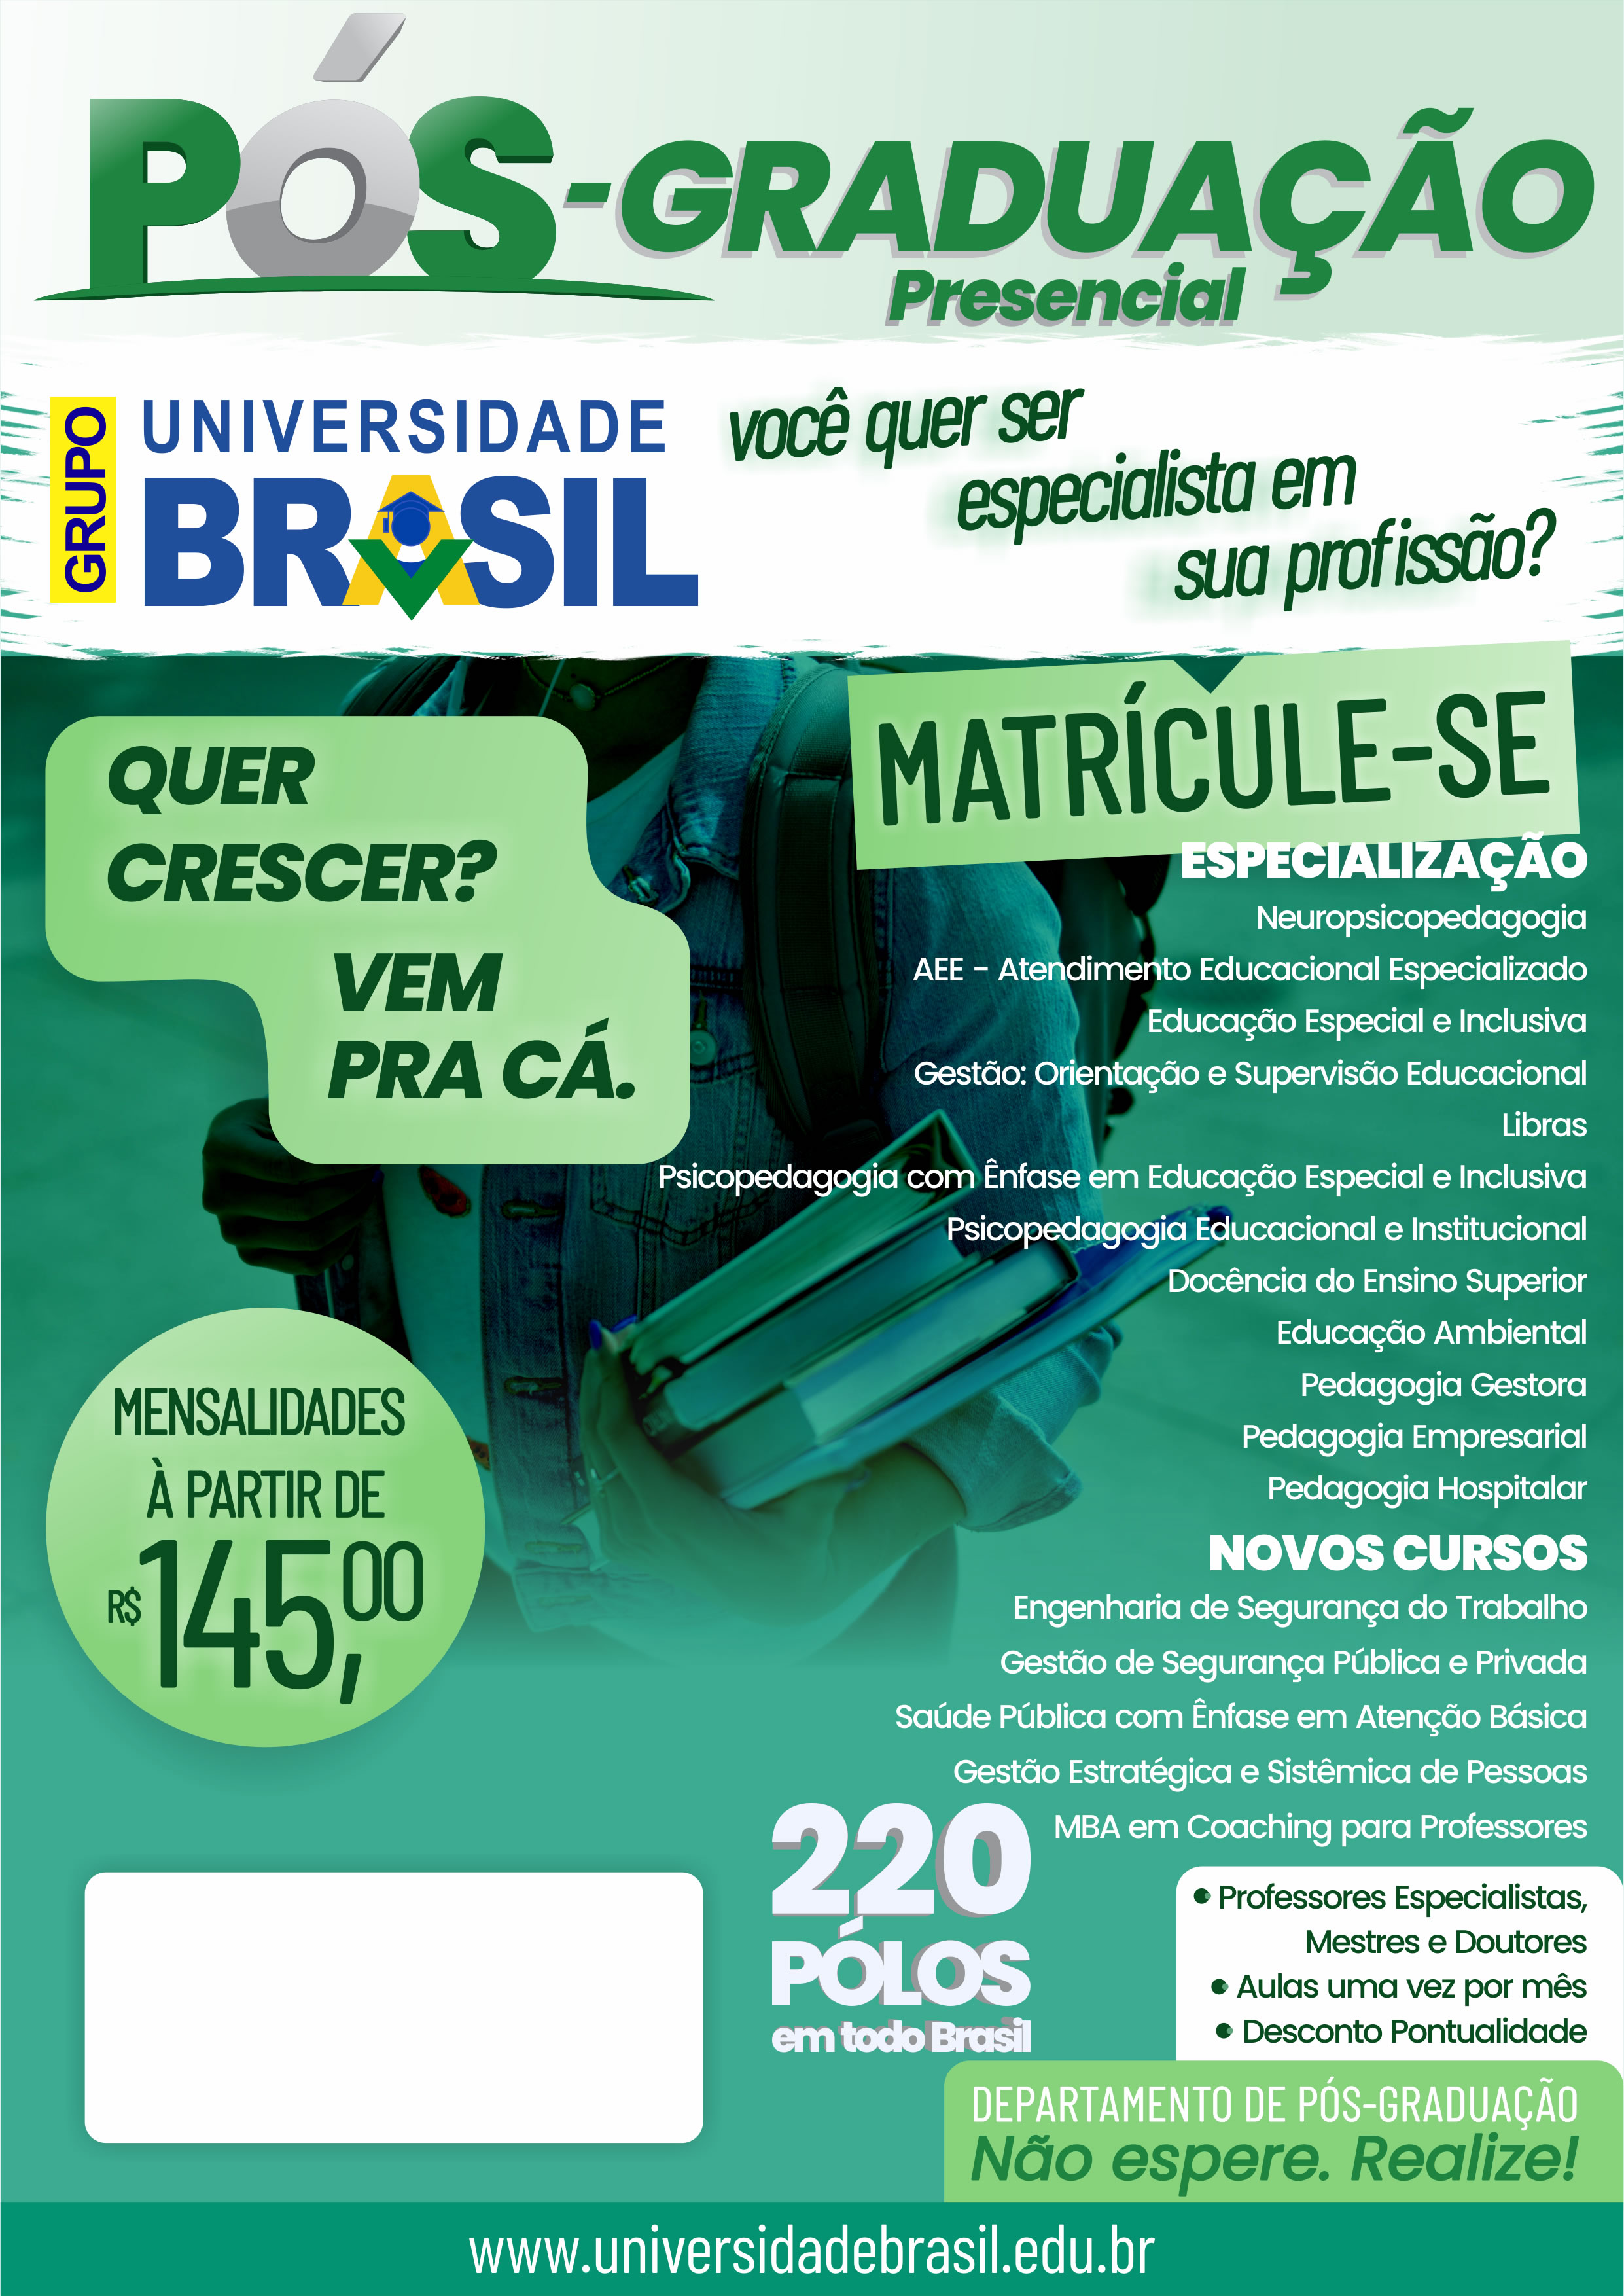 PÓS-GRADUAÇÃO
Presencial
GRUPO
UNIVERSIDADE
BRASIL
você quer ser
especialista em
sua profissão?
MATRÍCULE-SE
QUER
CRESCER?
VEM
PRA CÁ.
ESPECIALIZAÇÃO
Neuropsicopedagogia
AEE - Atendimento Educacional Especializado
Educação Especial e Inclusiva
Gestão: Orientação e Supervisão Educacional
Libras
Psicopedagogia com Ênfase em Educação Especial e Inclusiva
Psicopedagogia Educacional e Institucional
Docência do Ensino Superior
Educação Ambiental
Pedagogia Gestora
Pedagogia Empresarial
Pedagogia Hospitalar
MENSALIDADES
À PARTIR DE
R$145,00
NOVOS CURSOS
Engenharia de Segurança do Trabalho
Gestão de Segurança Pública e Privada
Saúde Pública com Ênfase em Atenção Básica
Gestão Estratégica e Sistêmica de Pessoas
MBA em Coaching para Professores
220
PÓLOS
em todo Brasil
• Professores Especialistas,
Mestres e Doutores
• Aulas uma vez por mês
• Desconto Pontualidade
DEPARTAMENTO DE PÓS-GRADUAÇÃO
Não espere. Realize!
www.universidadebrasil.edu.br